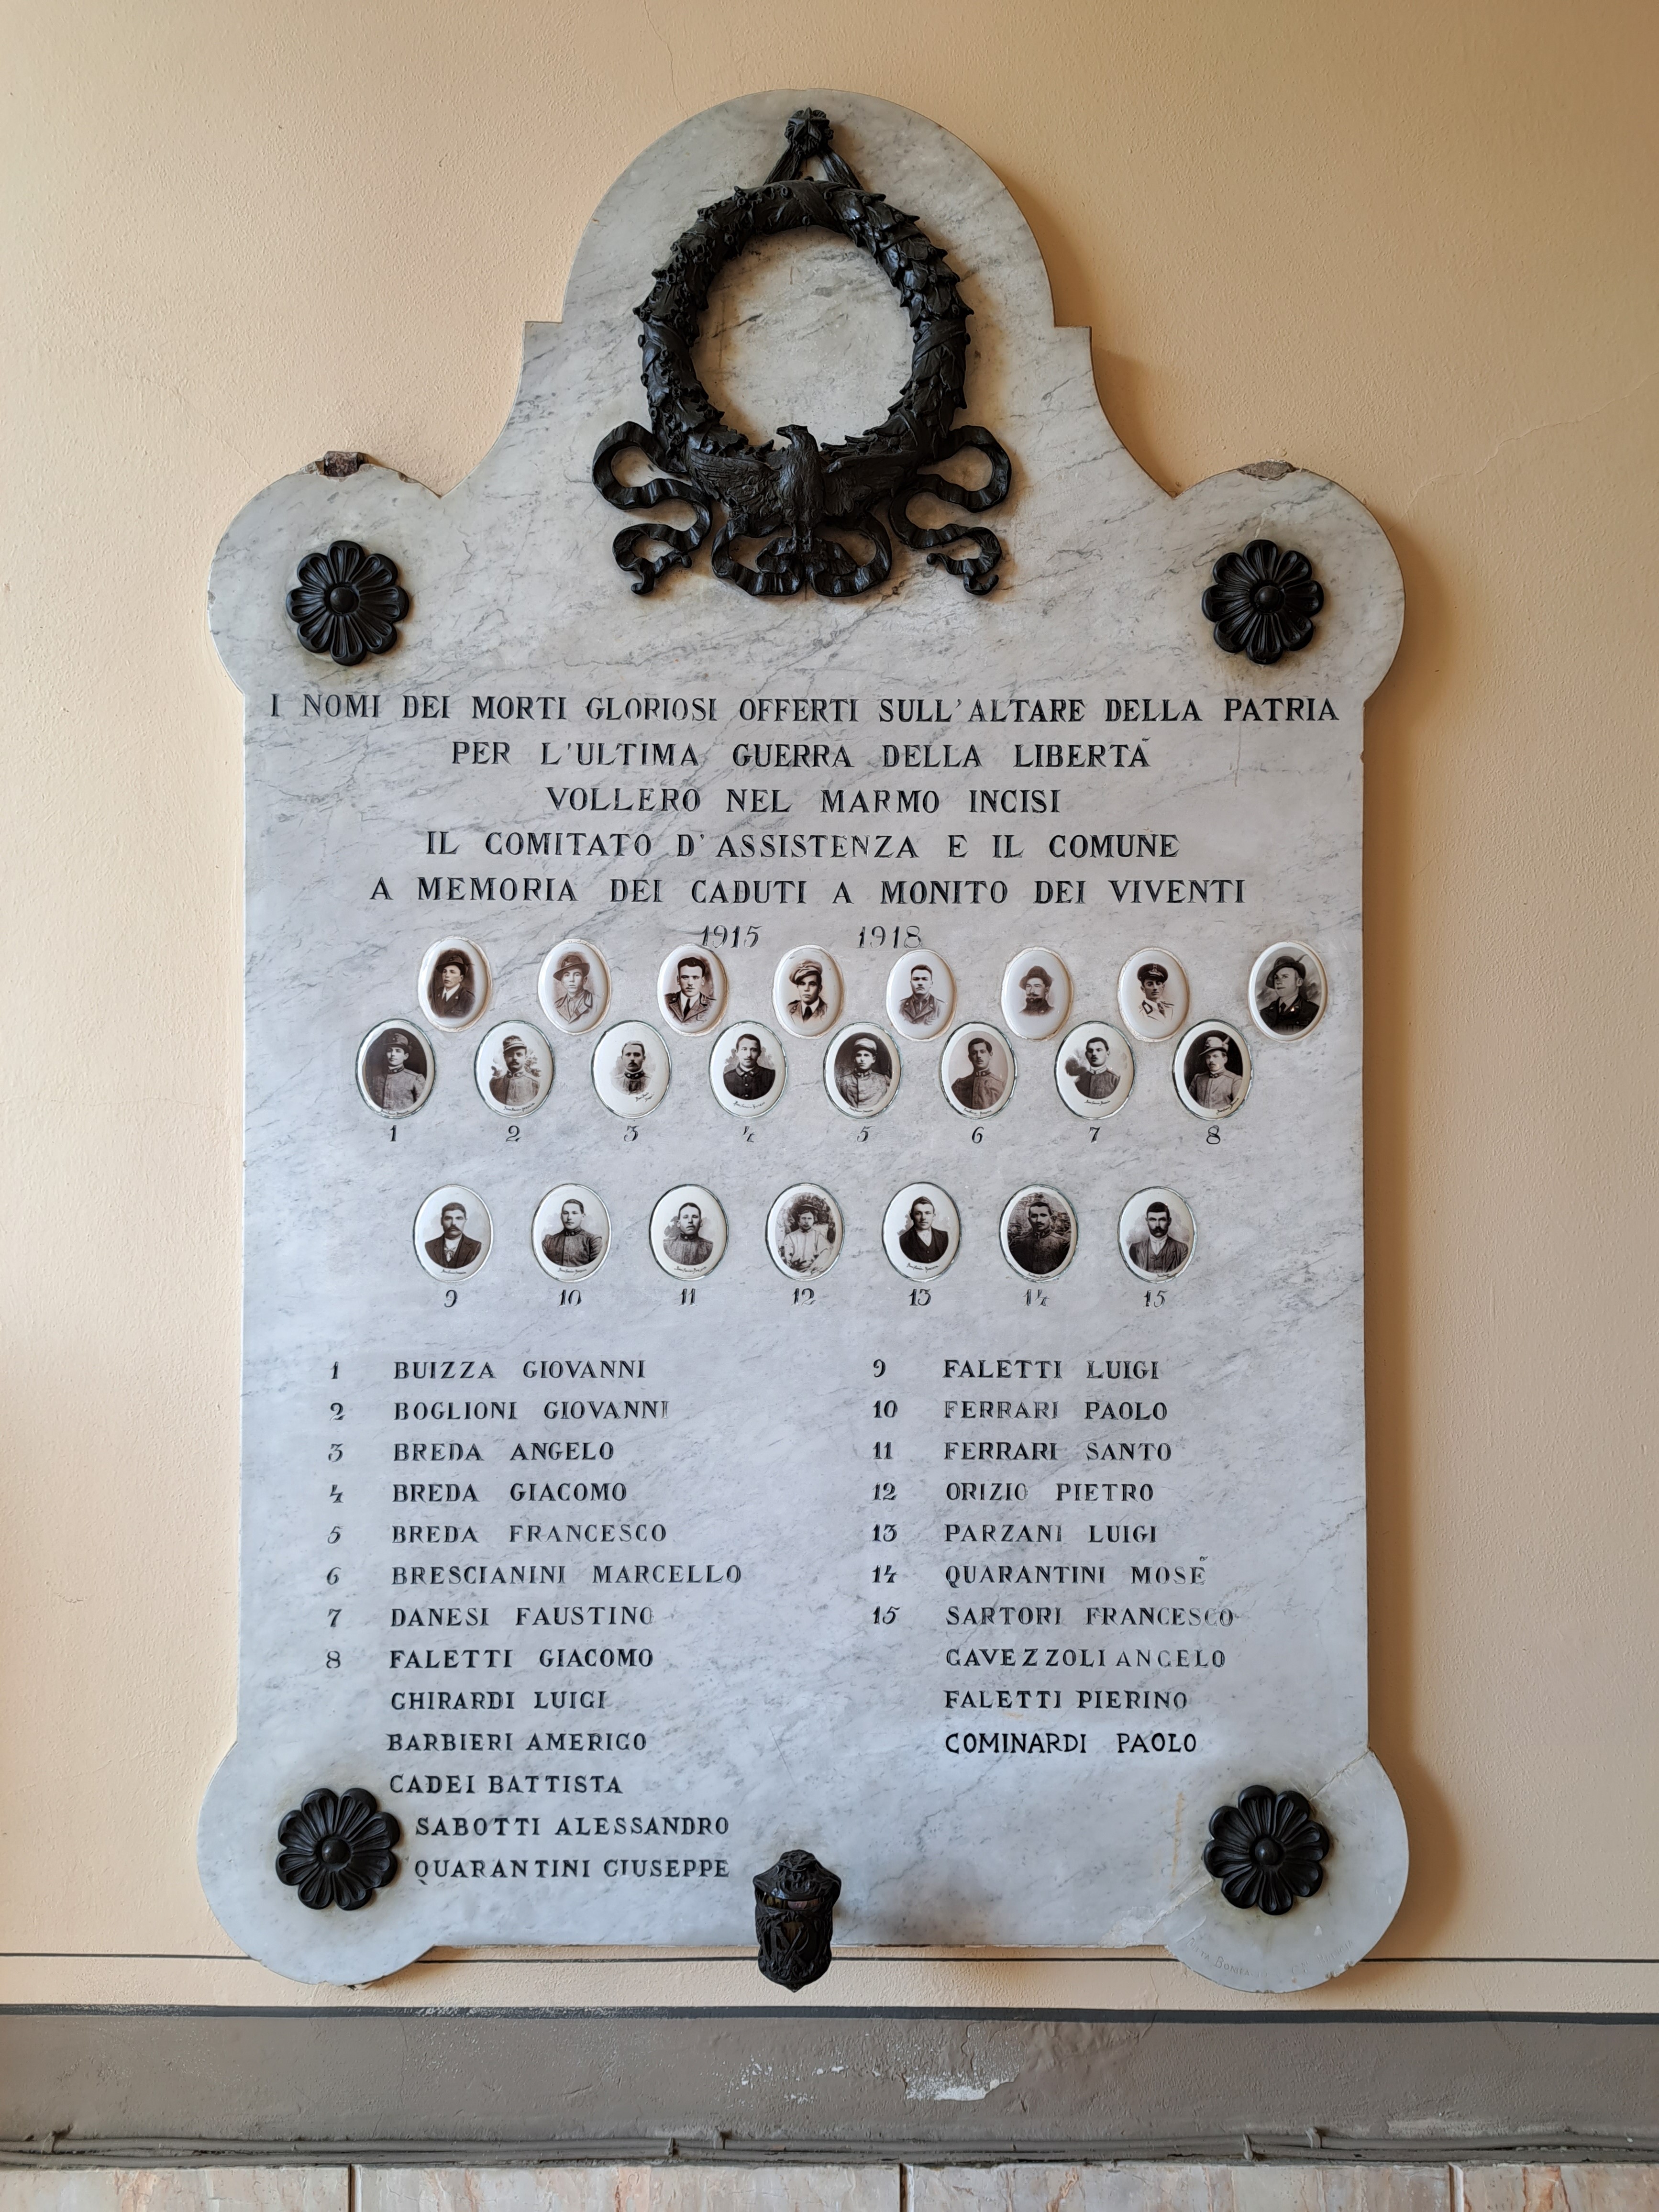 I NOMI DEI MORTI GLORIOSI OFFERTI SULL'ALTARE DELLA PATRIA
PER L'ULTIMA GUERRA DELLA LIBERTÀ
VOLLERO NEL MARMO INCISI
IL COMITATO D'ASSISTENZA E IL COMUNE
A MEMORIA DEI CADUTI A MONITO DEI VIVENTI
1915 1918
1 2 3 4 5 6 7 8
9 10 11 12 13 14 15
1 BUIZZA GIOVANNI
2 BOGLIONI GIOVANNI
3 BREDA ANGELO
4 BREDA GIACOMO
5 BREDA FRANCESCO
6 BRESCIANINI MARCELLO
7 DANESI FAUSTINO
8 FALETTI GIACOMO
GHIRARDI LUIGI
BARBIERI AMERIGO
CADEI BATTISTA
SABOTTI ALESSANDRO
QUARANTINI GIUSEPPE
9 FALETTI LUIGI
10 FERRARI PAOLO
11 FERRARI SANTO
12 ORIZIO PIETRO
13 PARZANI LUIGI
14 QUARANTINI MOSÈ
15 SARTORI FRANCESCO
CAVEZZOLI ANGELO
FALETTI PIERINO
COMINARDI PAOLO